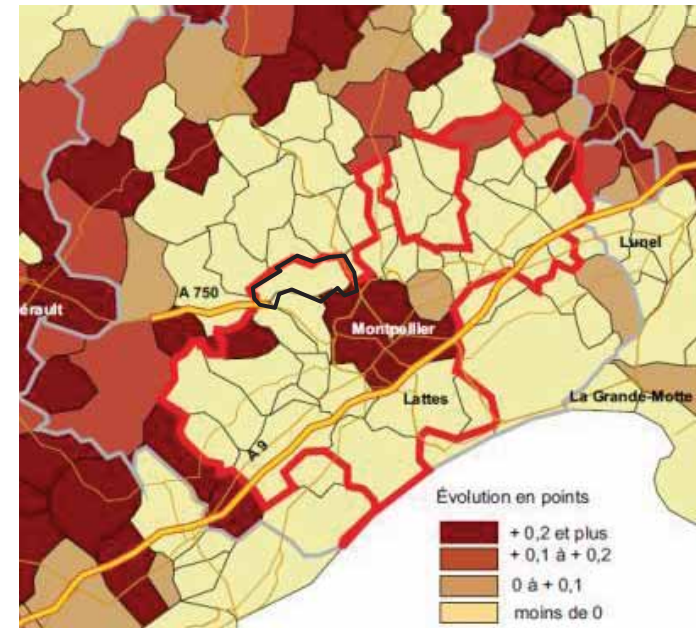 Lunel
A 750
érault
Montpellier
La Grande-Motte
Lattes
A 9
Évolution en points
+ 0,2 et plus
+ 0,1 à + 0,2
0 à + 0,1
moins de 0